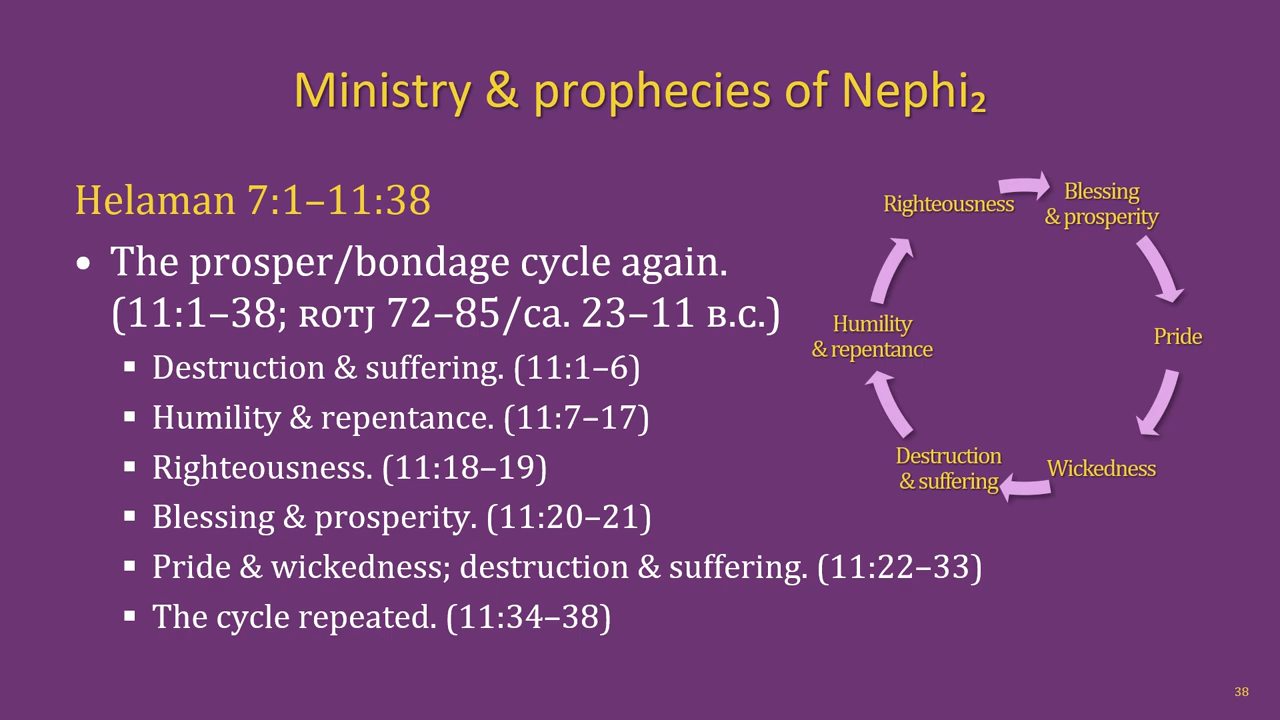 Ministry & prophecies of Nephi₂
Helaman 7:1–11:38
• The prosper/bondage cycle again.
(11:1–38; ROTJ 72–85/ca. 23–11 B.C.)
▪ Destruction & suffering. (11:1–6)
▪ Humility & repentance. (11:7–17)
▪ Righteousness. (11:18–19)
▪ Blessing & prosperity. (11:20–21)
▪ Pride & wickedness; destruction & suffering. (11:22–33)
▪ The cycle repeated. (11:34–38)
Righteousness
Blessing
& prosperity
Pride
Wickedness
Destruction
& suffering
Humility
& repentance
38